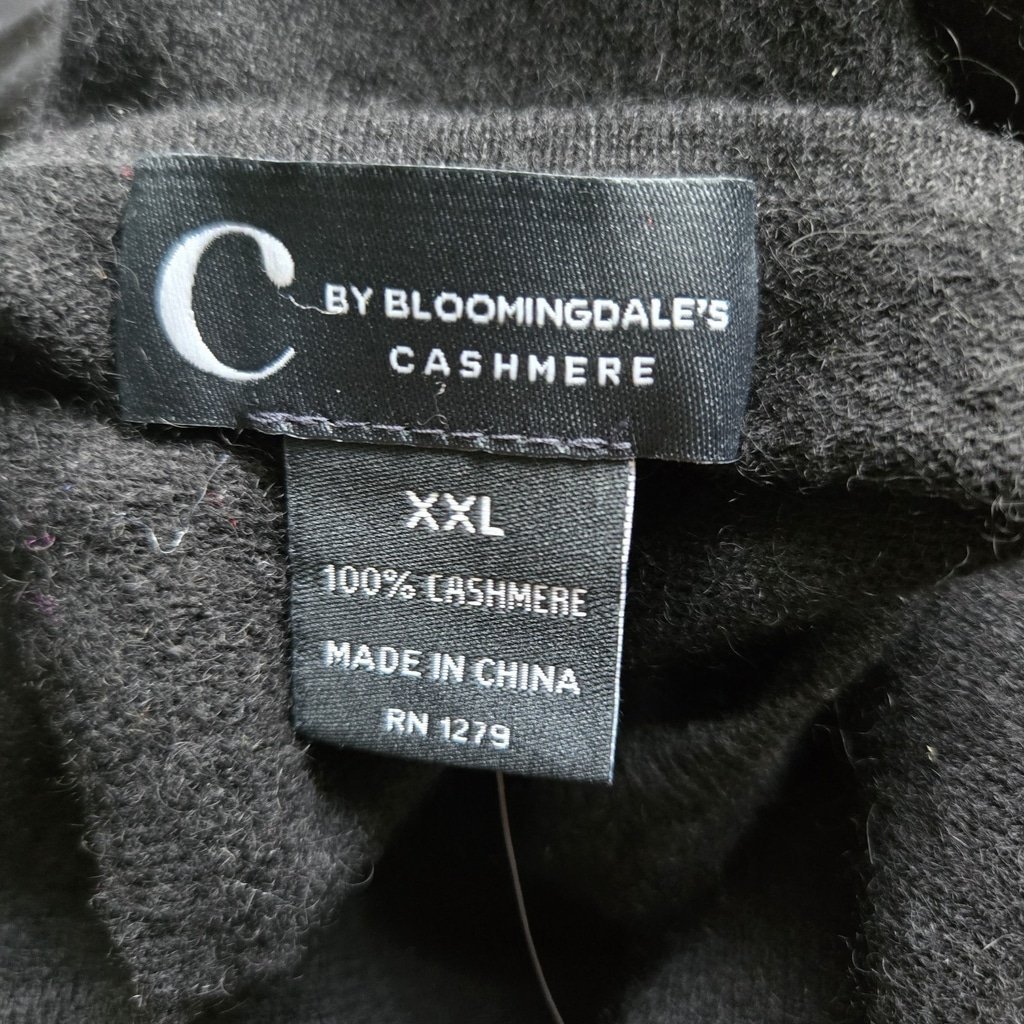 C BY BLOOMINGDALE'S
CASHMERE
XXL
100% CASHMERE
MADE IN CHINA
RN 1279